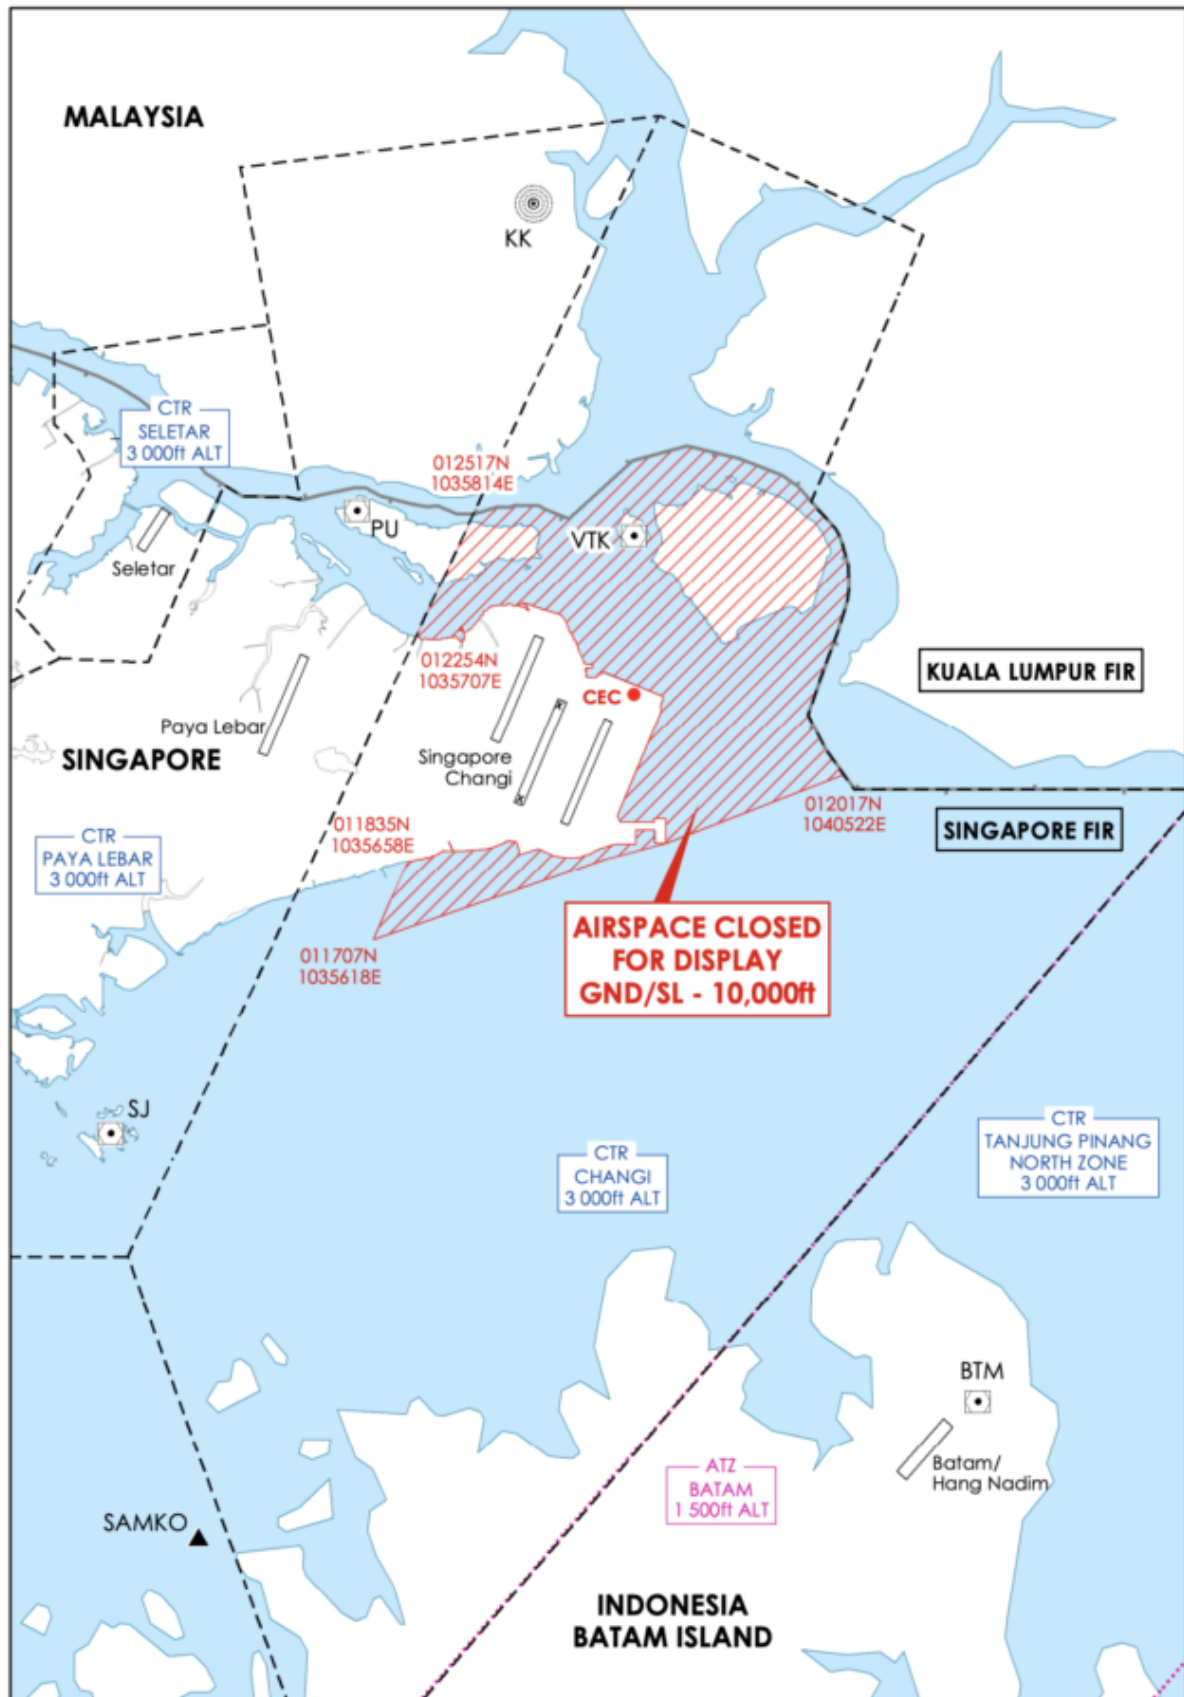 MALAYSIA
KK
CTR
SELETAR
3 000ft ALT
012517N
1035814E
PU
VTK
Seletar
012254N
1035707E
KUALA LUMPUR FIR
CEC
Paya Lebar
SINGAPORE
Singapore
Changi
012017N
1040522E
SINGAPORE FIR
011835N
1035658E
CTR
PAYA LEBAR
3 000ft ALT
AIRSPACE CLOSED
FOR DISPLAY
GND/SL - 10,000ft
011707N
1035618E
SJ
CTR
CHANGI
3 000ft ALT
CTR
TANJUNG PINANG
NORTH ZONE
3 000ft ALT
BTM
Batam/
Hang Nadim
ATZ
BATAM
1 500ft ALT
SAMKO
INDONESIA
BATAM ISLAND